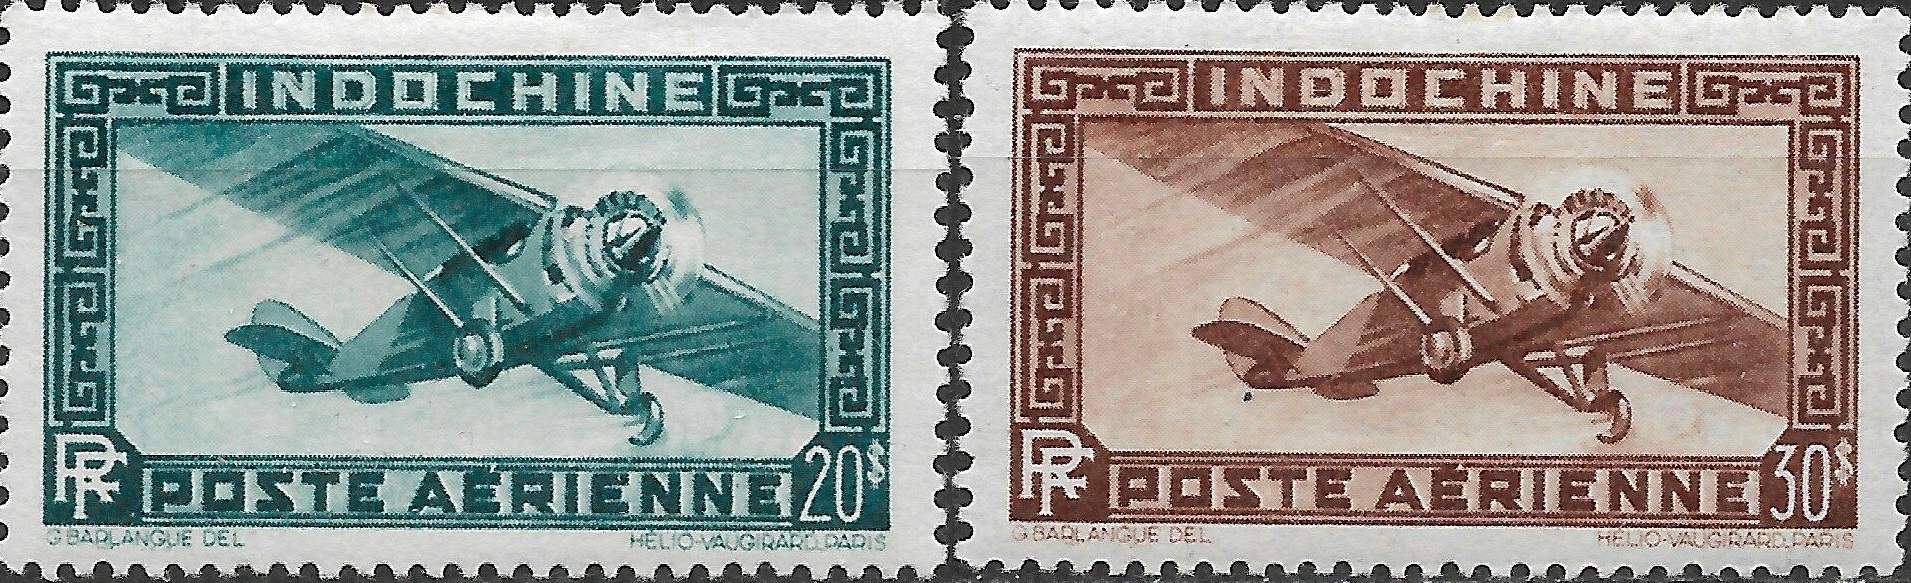 INDOCHINE
RF POSTE AÉRIENNE 20$
G BARLANGUE DEL HÉLIO-VAUGIRARD.PARIS
INDOCHINE
RF POSTE AÉRIENNE 30$
G BARLANGUE DEL. HÉLIO-VAUGIRARD.PARIS